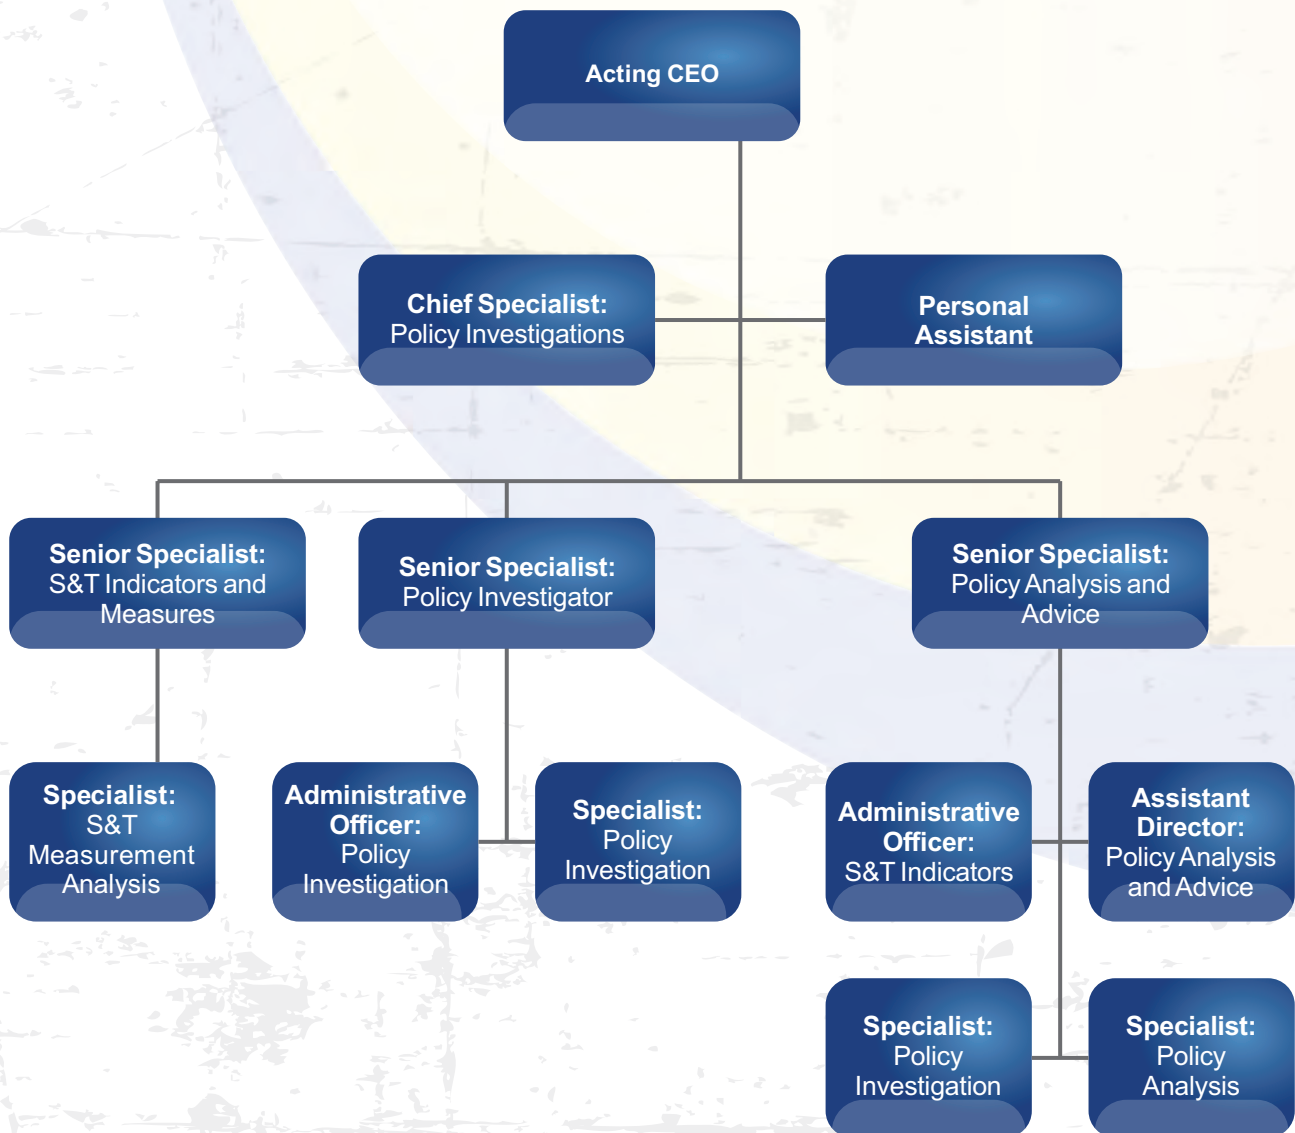 Acting CEO
Chief Specialist:
Policy Investigations
Personal
Assistant
Senior Specialist:
S&T Indicators and
Measures
Senior Specialist:
Policy Investigator
Senior Specialist:
Policy Analysis and
Advice
Specialist:
S&T
Measurement
Analysis
Administrative
Officer:
Policy
Investigation
Specialist:
Policy
Investigation
Administrative
Officer:
S&T Indicators
Assistant
Director:
Policy Analysis
and Advice
Specialist:
Policy
Investigation
Specialist:
Policy
Analysis